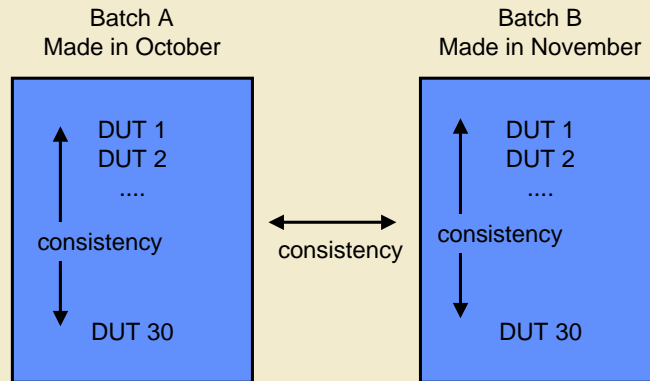 Batch A
Made in October
DUT 1
DUT 2
....
consistency
DUT 30
consistency
Batch B
Made in November
DUT 1
DUT 2
....
consistency
DUT 30